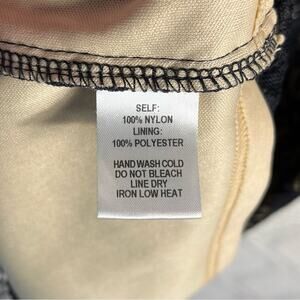 SELF:
100% NYLON
LINING:
100% POLYESTER
HAND WASH COLD
DO NOT BLEACH
LINE DRY
IRON LOW HEAT